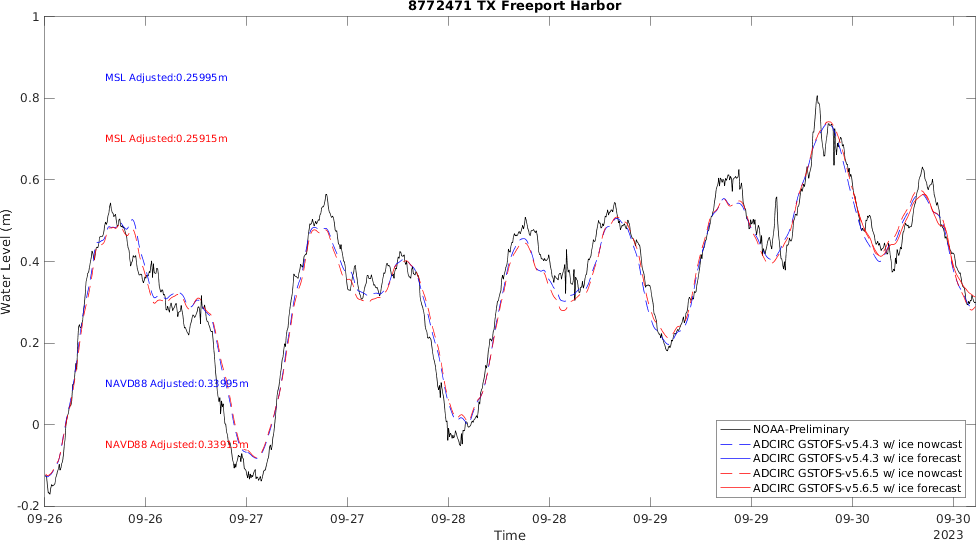 8772471 TX Freeport Harbor
1
0.8
0.6
0.4
0.2
0
-0.2
Water Level (m)
MSL Adjusted:0.25995m
MSL Adjusted:0.25915m
NAVD88 Adjusted:0.33995m
NAVD88 Adjusted:0.33915m
NOAA-Preliminary
ADCIRC GSTOFS-v5.4.3 w/ ice nowcast
ADCIRC GSTOFS-v5.4.3 w/ ice forecast
ADCIRC GSTOFS-v5.6.5 w/ ice nowcast
ADCIRC GSTOFS-v5.6.5 w/ ice forecast
09-26 09-26 09-27 09-27 09-28 09-28 09-29 09-29 09-30 09-30
Time
2023